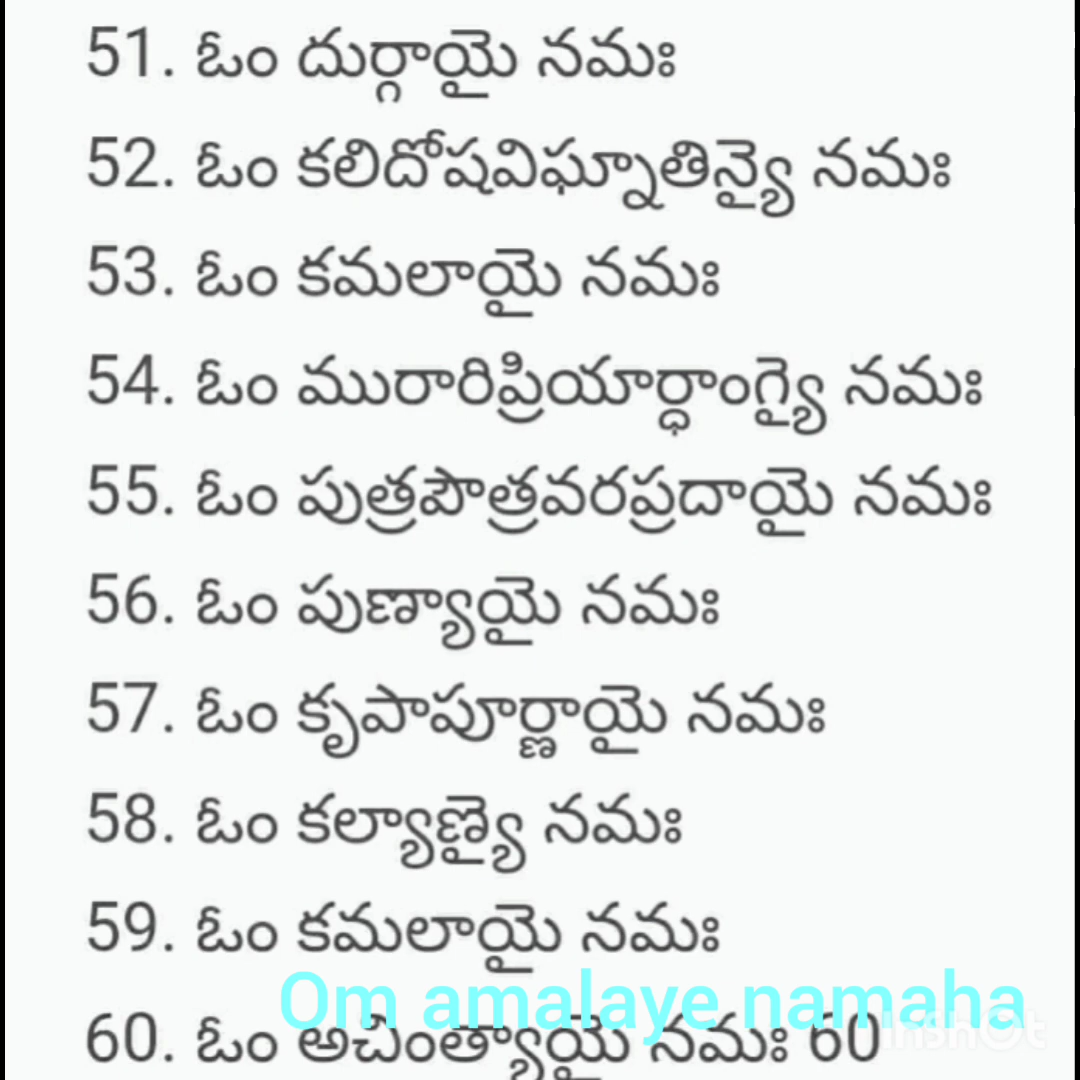 51. ఓం దుర్గాయై నమః
52. ఓం కలిదోషవిఘ్నాతిన్యై నమః
53. ఓం కమలాయై నమః
54. ఓం మురారిప్రియార్ధాంగ్యై నమః
55. ఓం పుత్రపౌత్రవరప్రదాయై నమః
56. ఓం పుణ్యాయై నమః
57. ఓం కృపాపూర్ణాయై నమః
58. ఓం కల్యాణ్యై నమః
59. ఓం కమలాయై నమః
Om amalaye namaha
60. ఓం అచింత్యాయై నమః 60
InShOt